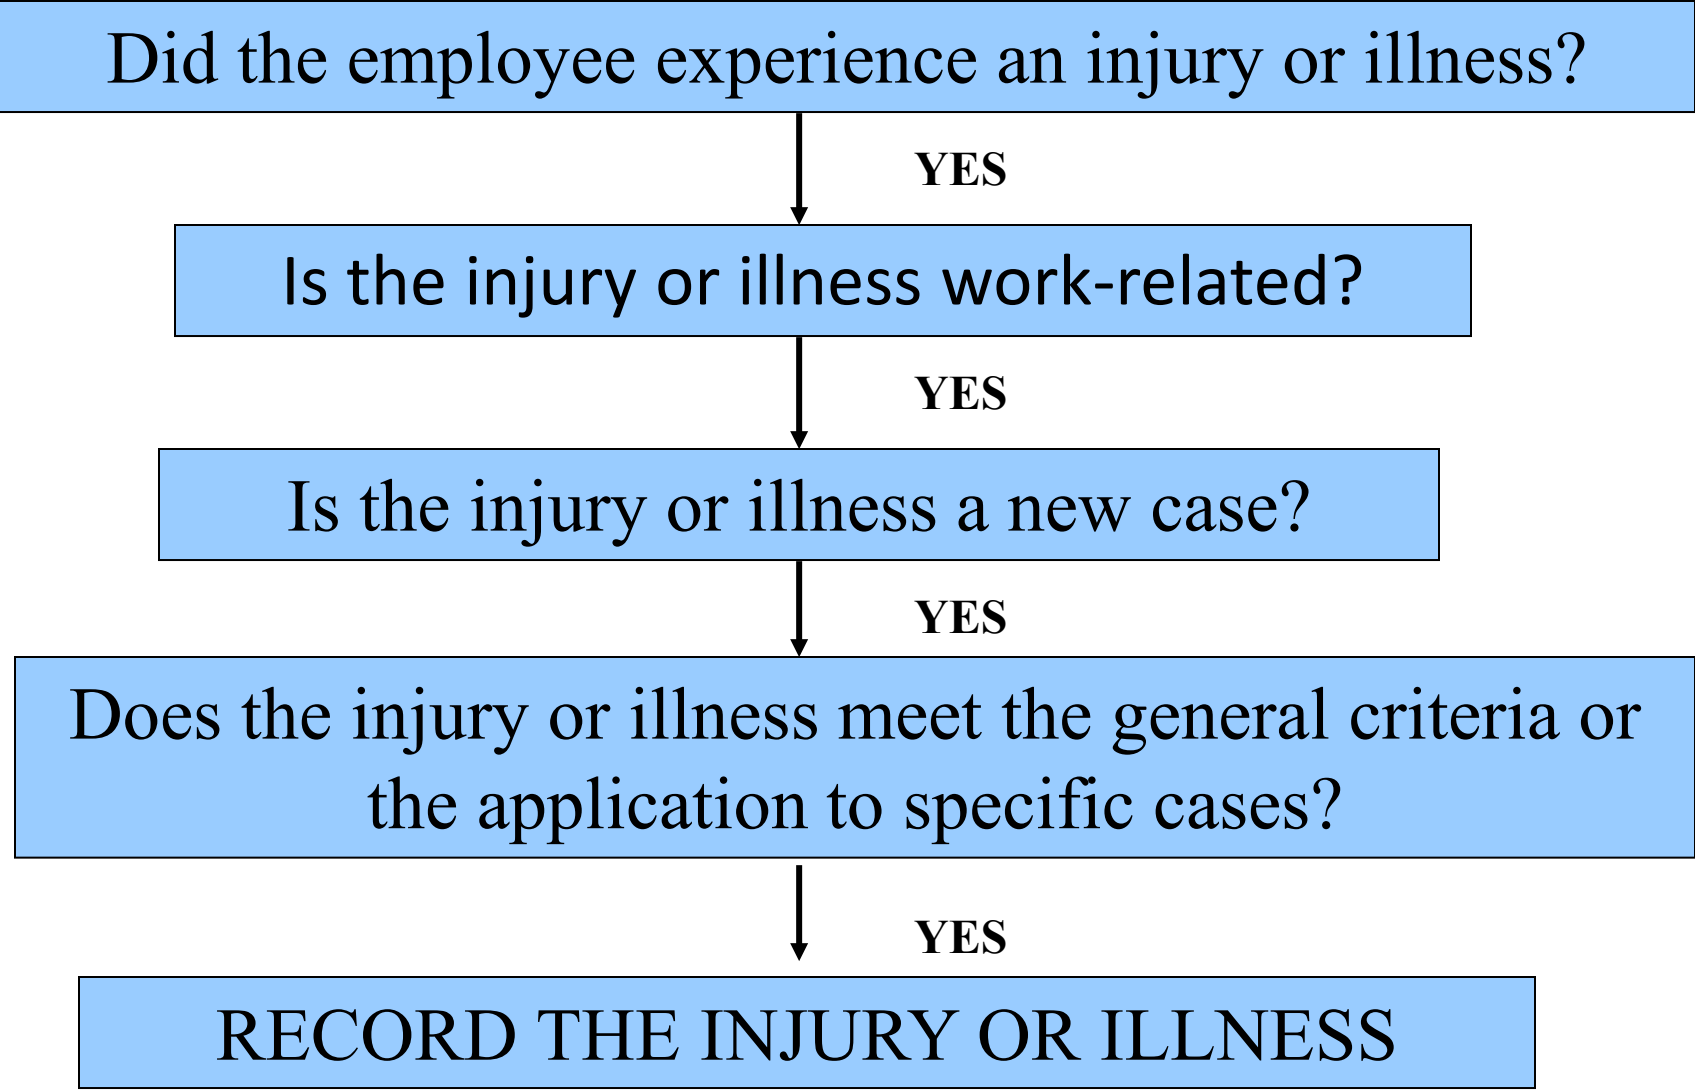 Did the employee experience an injury or illness?
YES
Is the injury or illness work-related?
YES
Is the injury or illness a new case?
YES
Does the injury or illness meet the general criteria or
the application to specific cases?
YES
RECORD THE INJURY OR ILLNESS